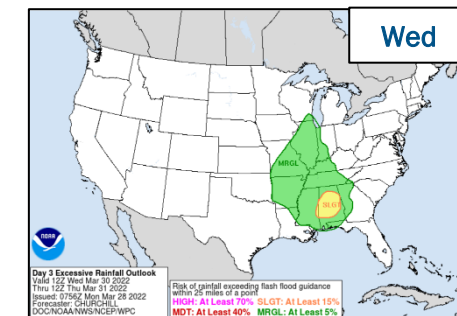 Wed
MRGL
SLGT
NOAA
Day 3 Excessive Rainfall Outlook
Valid 12Z Wed Mar 30 2022
Thru 12Z Thu Mar 31 2022
Issued: 0756Z Mon Mar 28 2022
Forecaster: CHURCHILL
DOC/NOAA/NWS/NCEP/WPC
Risk of rainfall exceeding flash flood guidance
within 25 miles of a point
HIGH: At Least 70% SLGT: At Least 15%
MDT: At Least 40% MRGL: At Least 5%